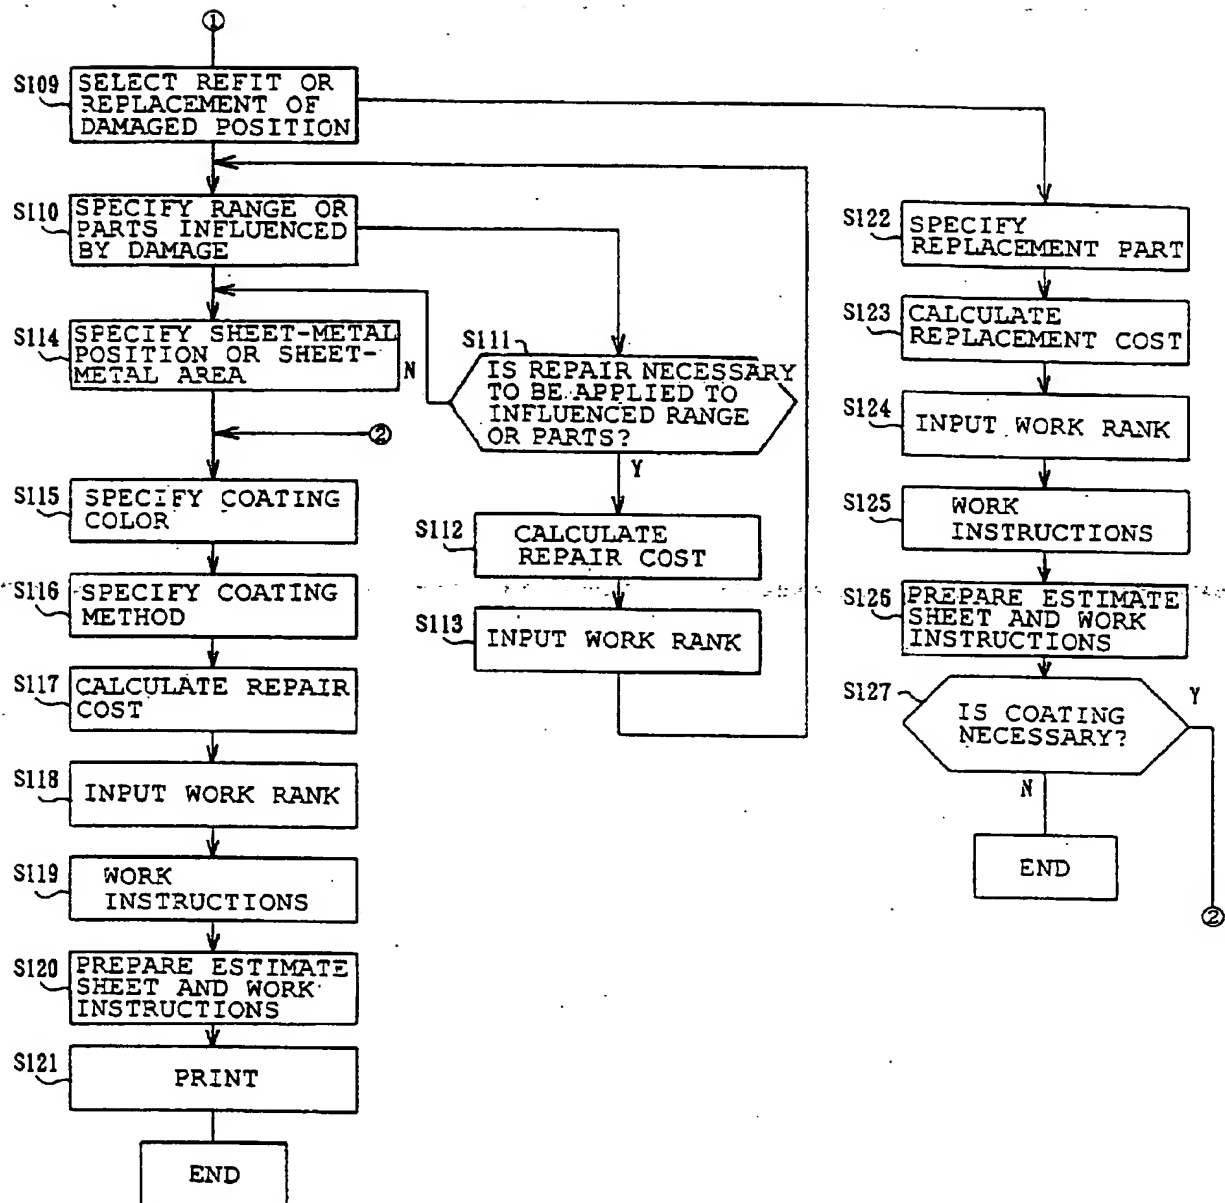 ①
S109
SELECT REFIT OR
REPLACEMENT OF
DAMAGED POSITION
S110
SPECIFY RANGE OR
PARTS INFLUENCED
BY DAMAGE
S114
SPECIFY SHEET-METAL
POSITION OR SHEET-
METAL AREA
②
S115
SPECIFY COATING
COLOR
S116
SPECIFY COATING
METHOD
S117
CALCULATE REPAIR
COST
S118
INPUT WORK RANK
S119
WORK
INSTRUCTIONS
S120
PREPARE ESTIMATE
SHEET AND WORK
INSTRUCTIONS
S121
PRINT
END
S111
IS REPAIR NECESSARY
TO BE APPLIED TO
INFLUENCED RANGE
OR PARTS?
N
Y
S112
CALCULATE
REPAIR COST
S113
INPUT WORK RANK
S122
SPECIFY
REPLACEMENT PART
S123
CALCULATE
REPLACEMENT COST
S124
INPUT WORK RANK
S125
WORK
INSTRUCTIONS
S126
PREPARE ESTIMATE
SHEET AND WORK
INSTRUCTIONS
S127
IS COATING
NECESSARY?
Y
N
END
②